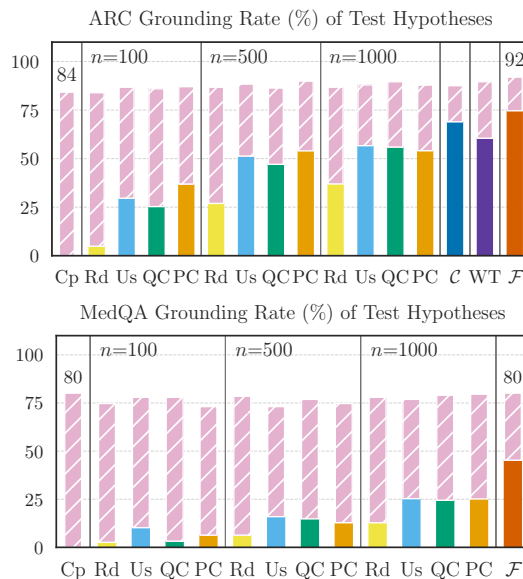 ARC Grounding Rate (%) of Test Hypotheses
100
75
50
25
0
84
n=100
n=500
n=1000
92
Cp Rd Us QC PC Rd Us QC PC Rd Us QC PC 𝒞 WT ℱ
MedQA Grounding Rate (%) of Test Hypotheses
100
75
50
25
0
80
n=100
n=500
n=1000
80
Cp Rd Us QC PC Rd Us QC PC Rd Us QC PC ℱ